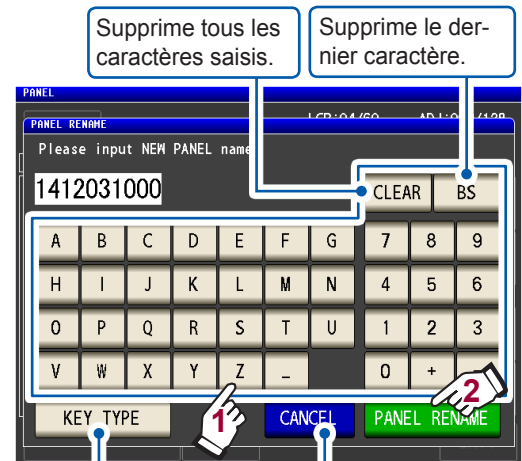 Supprime tous les
caractères saisis.
Supprime le der-
nier caractère.
PANEL
PANEL RENAME
Please input NEW PANEL name
1412031000
CLEAR BS
A B C D E F G 7 8 9
H I J K L M N 4 5 6
O P Q R S T U 1 2 3
V W X Y Z _ 0 +
1
2
KEY TYPE CANCEL PANEL RENAME